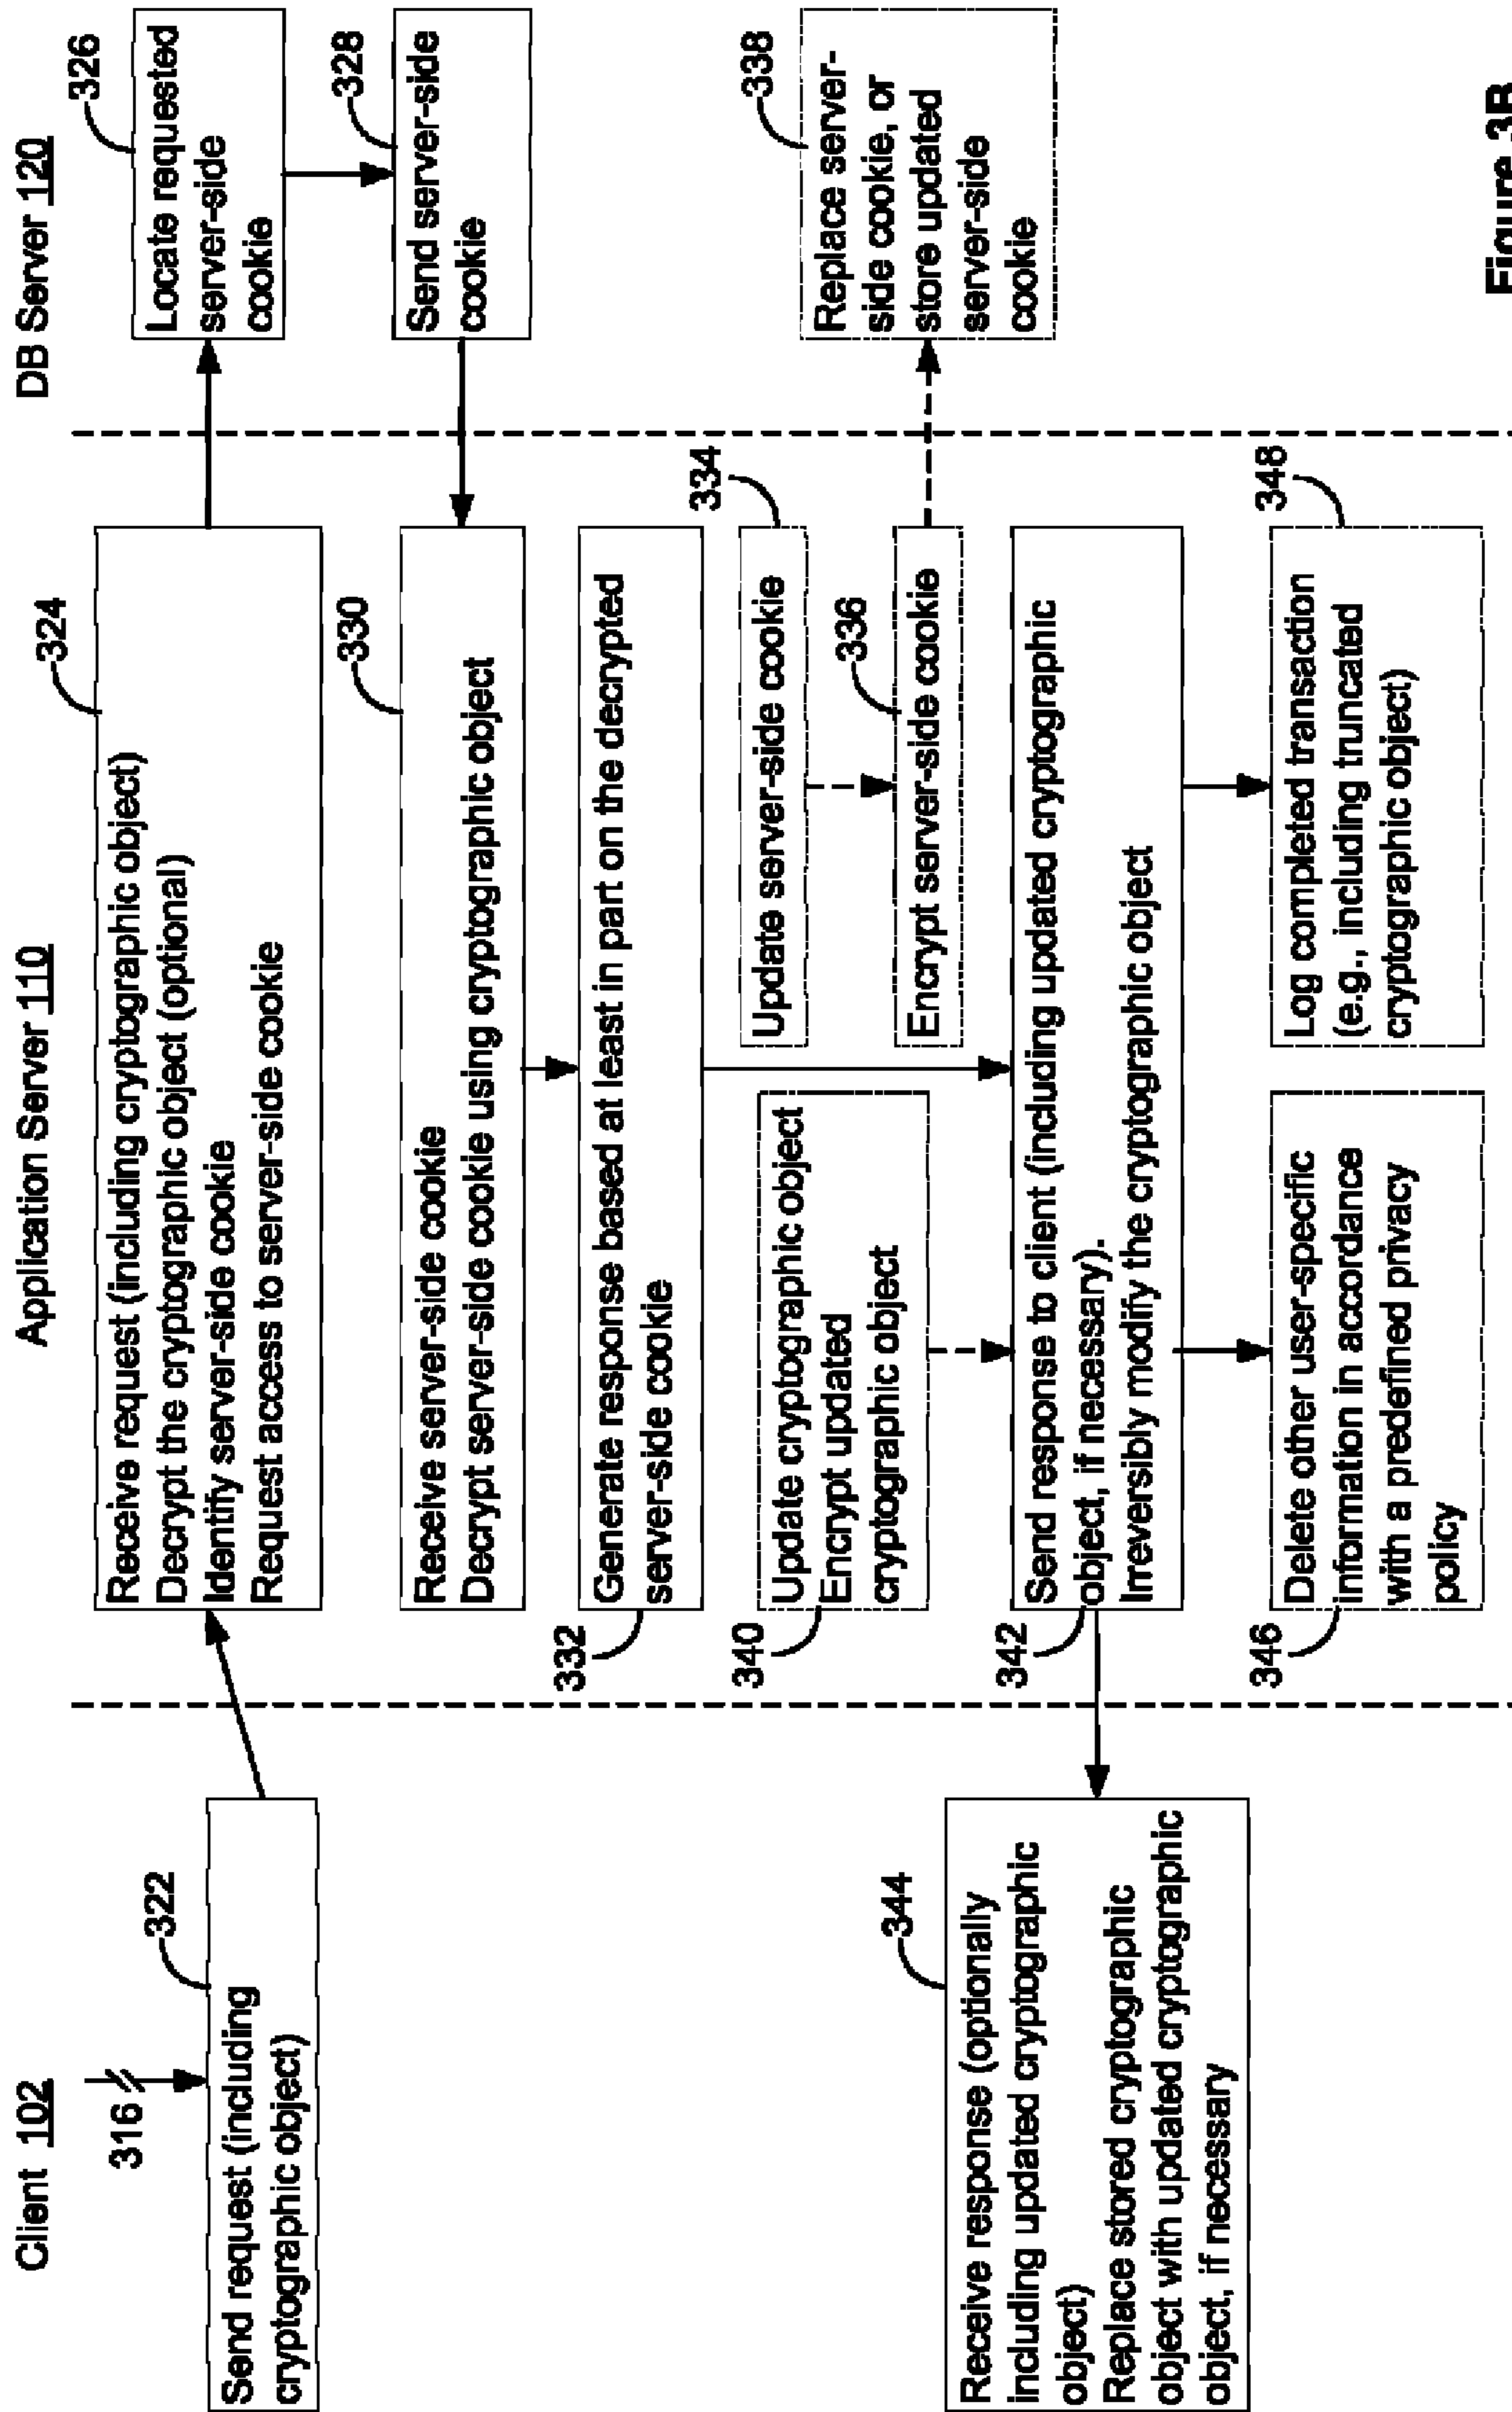 Client 102
Application Server 110
DB Server 120
316
322
Send request (including
cryptographic object)
324
Receive request (including cryptographic object)
Decrypt the cryptographic object (optional)
Identify server-side cookie
Request access to server-side cookie
326
Locate requested
server-side
cookie
328
Send server-side
cookie
330
Receive server-side cookie
Decrypt server-side cookie using cryptographic object
332
Generate response based at least in part on the decrypted
server-side cookie
334
Update server-side cookie
336
Encrypt server-side cookie
338
Replace server-
side cookie, or
store updated
server-side
cookie
340
Update cryptographic object
Encrypt updated
cryptographic object
342
Send response to client (including updated cryptographic
object, if necessary).
Irreversibly modify the cryptographic object
344
Receive response (optionally
including updated cryptographic
object)
Replace stored cryptographic
object with updated cryptographic
object, if necessary
346
Delete other user-specific
information in accordance
with a predefined privacy
policy
348
Log completed transaction
(e.g., including truncated
cryptographic object)
Figure 3B